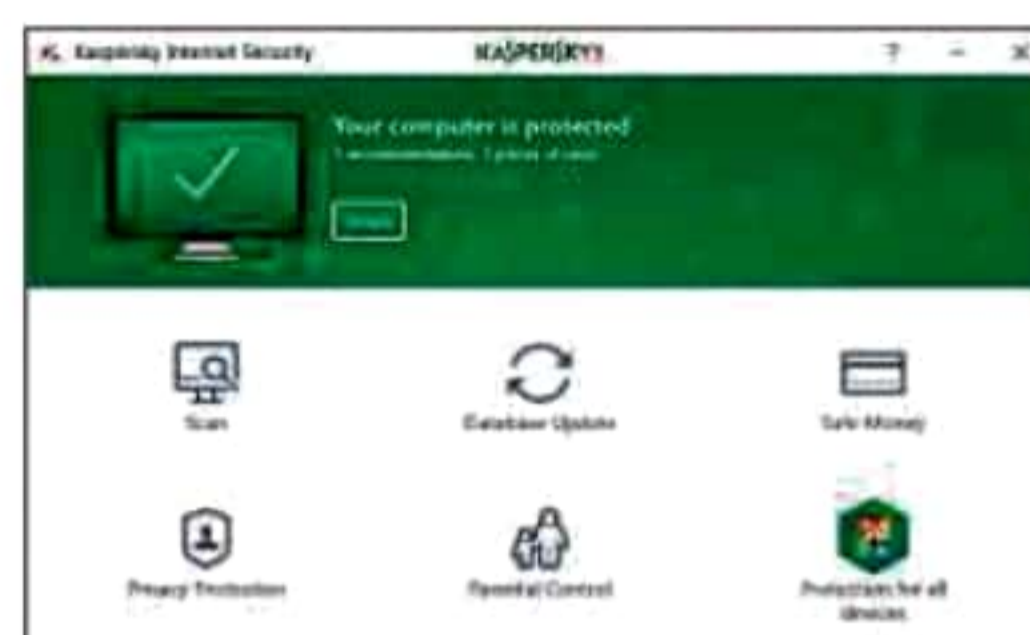 Kaspersky Internet Security
KASPERSKY
Your computer is protected
Details
Scan
Database Update
Safe Money
Privacy Protection
Parental Control
Protection for all
devices